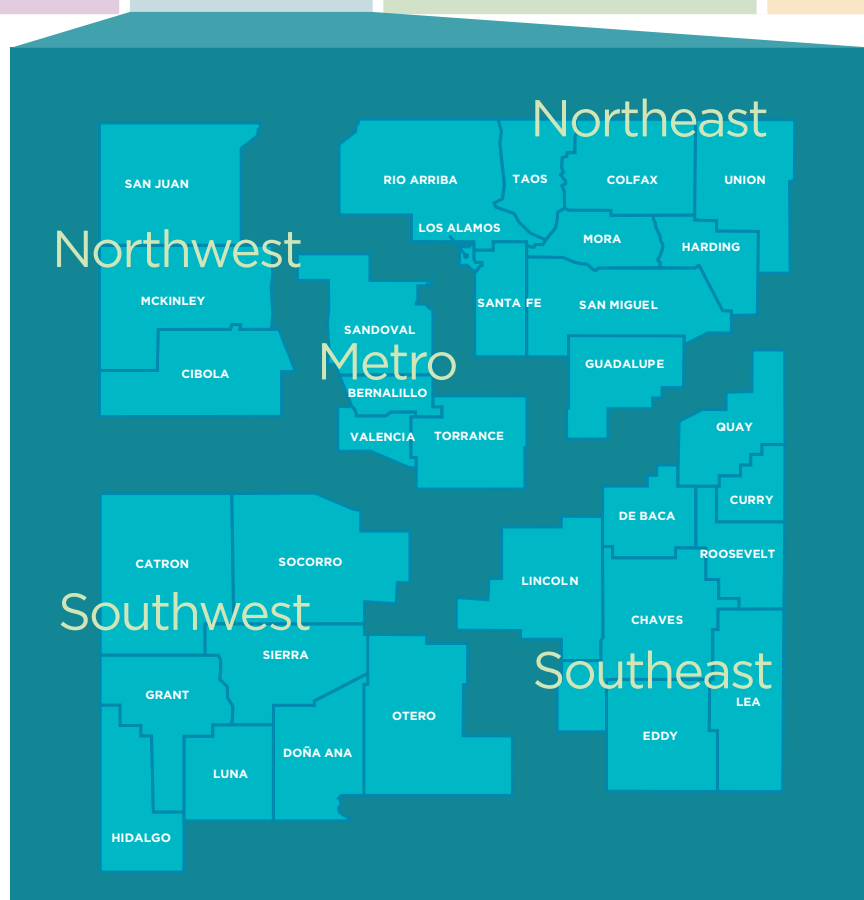 Northeast
SAN JUAN
RIO ARRIBA
TAOS
COLFAX
UNION
LOS ALAMOS
MORA
HARDING
Northwest
MCKINLEY
SANTA FE
SAN MIGUEL
SANDOVAL
Metro
CIBOLA
GUADALUPE
BERNALILLO
VALENCIA
TORRANCE
QUAY
CURRY
DE BACA
ROOSEVELT
CATRON
SOCORRO
LINCOLN
Southwest
CHAVES
SIERRA
Southeast
GRANT
LEA
OTERO
EDDY
DOÑA ANA
LUNA
HIDALGO